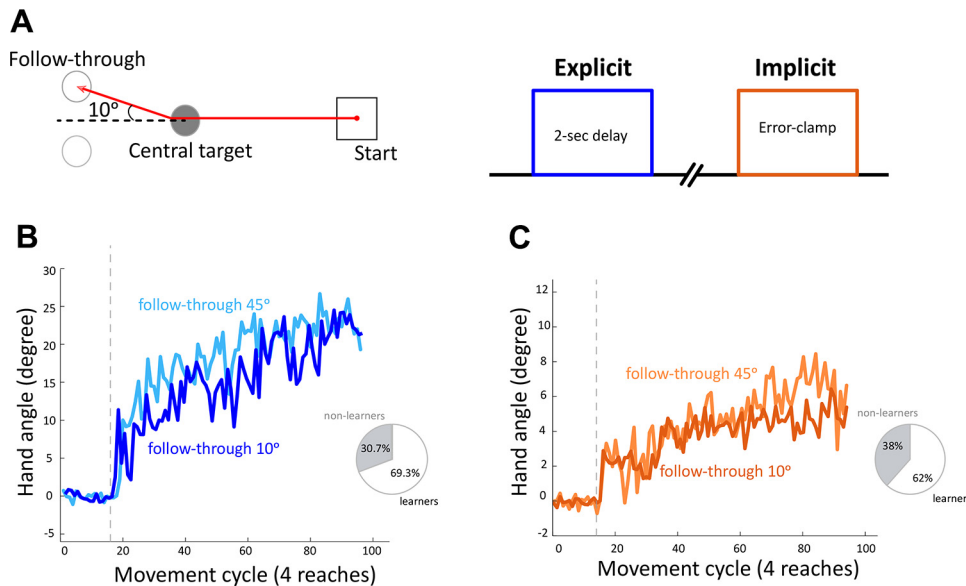 A
Follow-through
10°
Central target
Start
Explicit
2-sec delay
Implicit
Error-clamp
B
Hand angle (degree)
30
25
20
15
10
5
0
-5
follow-through 45°
follow-through 10°
non-learners
30.7%
69.3%
learners
0 20 40 60 80 100
Movement cycle (4 reaches)
C
Hand angle (degree)
12
10
8
6
4
2
0
-2
follow-through 45°
follow-through 10°
non-learners
38%
62%
learner
0 20 40 60 80 100
Movement cycle (4 reaches)